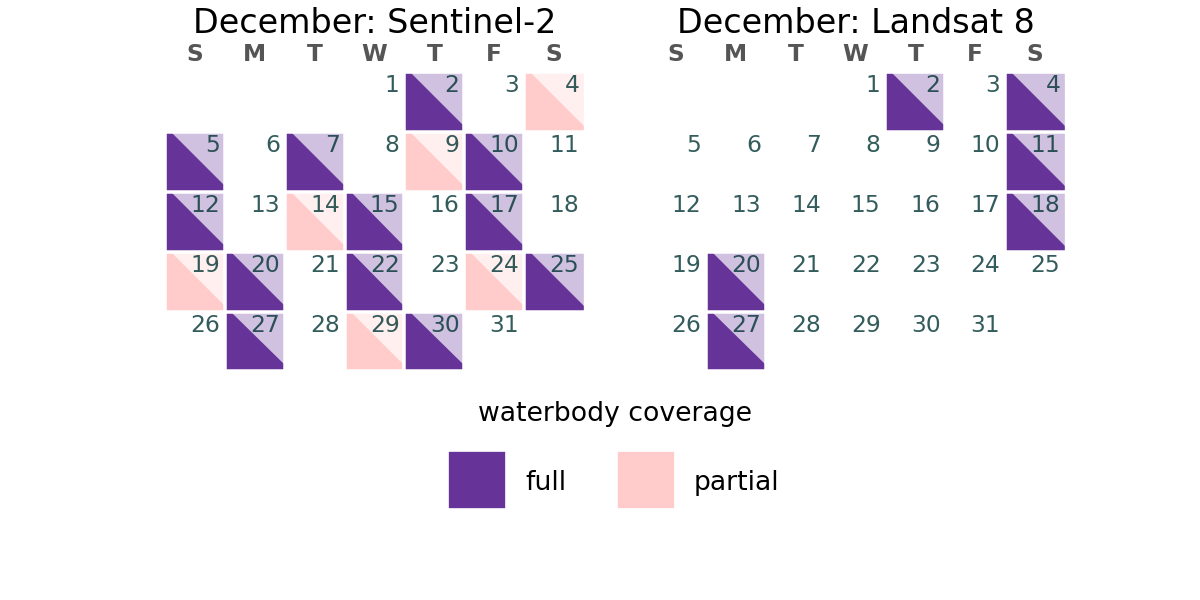 December: Sentinel-2
S M T W T F S
1 2 3 4
5 6 7 8 9 10 11
12 13 14 15 16 17 18
19 20 21 22 23 24 25
26 27 28 29 30 31
December: Landsat 8
S M T W T F S
1 2 3 4
5 6 7 8 9 10 11
12 13 14 15 16 17 18
19 20 21 22 23 24 25
26 27 28 29 30 31
waterbody coverage
full partial